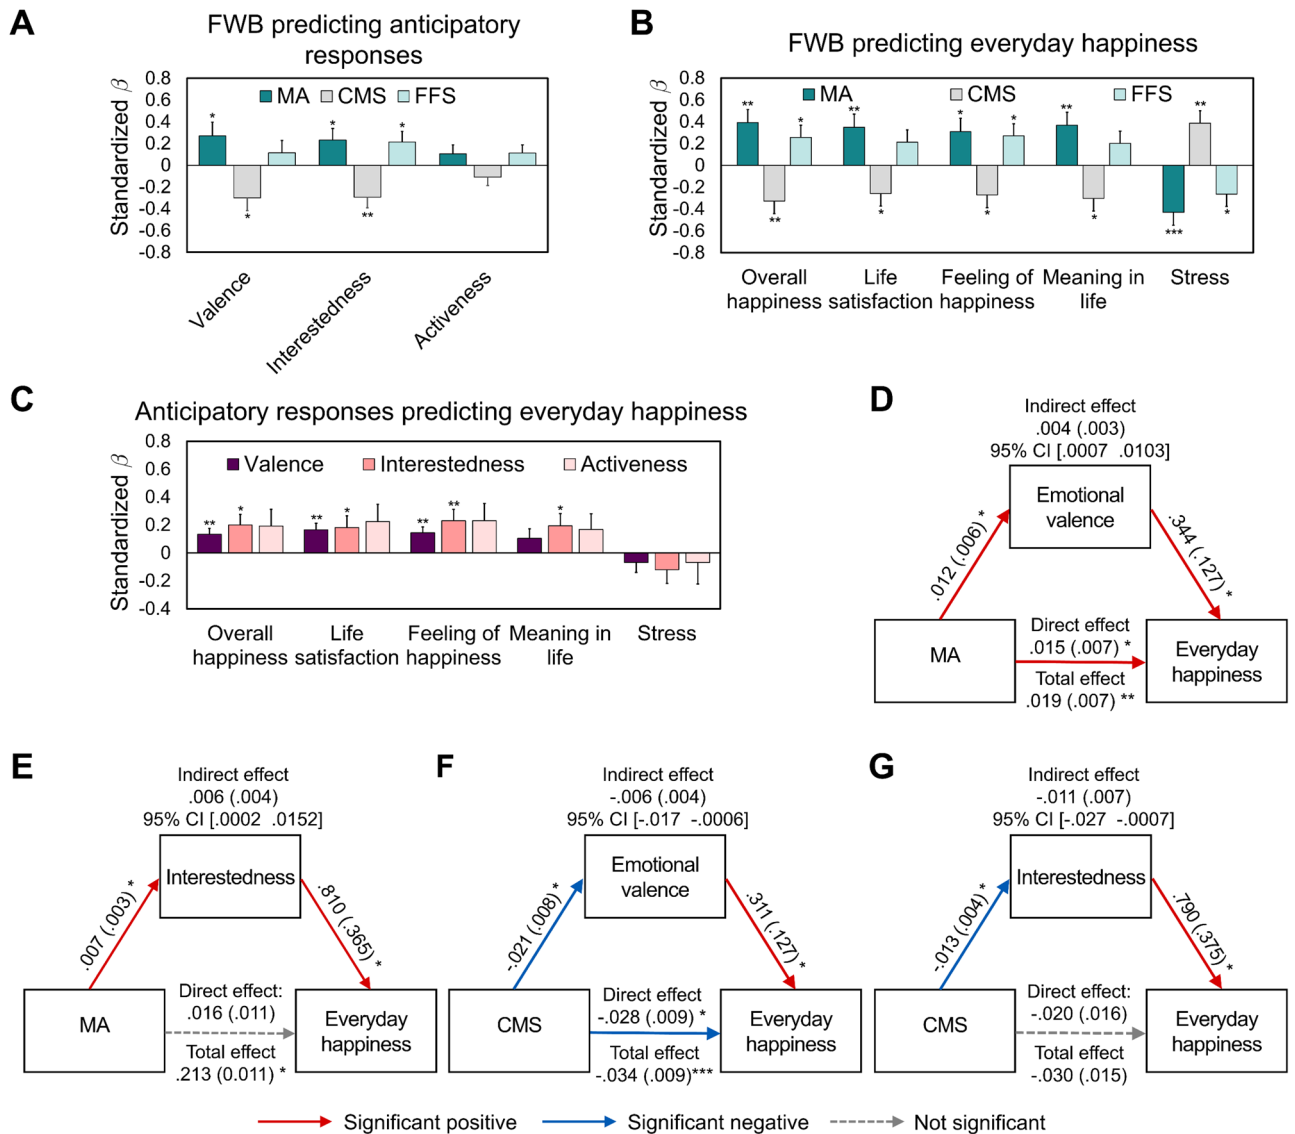 A
FWB predicting anticipatory
responses
Standardized β
0.8
0.6
0.4
0.2
0
-0.2
-0.4
-0.6
-0.8
MA CMS FFS
*
*
*
*
**
Valence
Interestedness
Activeness
B
FWB predicting everyday happiness
Standardized β
0.8
0.6
0.4
0.2
0
-0.2
-0.4
-0.6
-0.8
MA CMS FFS
**
*
**
*
*
**
**
**
*
*
*
***
*
Overall
happiness
Life
satisfaction
Feeling of
happiness
Meaning in
life
Stress
C
Anticipatory responses predicting everyday happiness
Standardized β
0.8
0.6
0.4
0.2
0
-0.2
-0.4
Valence Interestedness Activeness
**
*
**
*
**
**
*
Overall
happiness
Life
satisfaction
Feeling of
happiness
Meaning in
life
Stress
D
Indirect effect
.004 (.003)
95% CI [.0007 .0103]
Emotional
valence
.012 (.006) *
.344 (.127) *
MA
Direct effect
.015 (.007) *
Total effect
.019 (.007) **
Everyday
happiness
E
Indirect effect
.006 (.004)
95% CI [.0002 .0152]
Interestedness
.007 (.003) *
.810 (.365) *
MA
Direct effect:
.016 (.011)
Total effect
.213 (0.011) *
Everyday
happiness
F
Indirect effect
-.006 (.004)
95% CI [-.017 -.0006]
Emotional
valence
-.021 (.008) *
.311 (.127) *
CMS
Direct effect
-.028 (.009) *
Total effect
-.034 (.009)***
Everyday
happiness
G
Indirect effect
-.011 (.007)
95% CI [-.027 -.0007]
Interestedness
-.013 (.004) *
.790 (.375) *
CMS
Direct effect:
-.020 (.016)
Total effect
-.030 (.015)
Everyday
happiness
Significant positive Significant negative Not significant